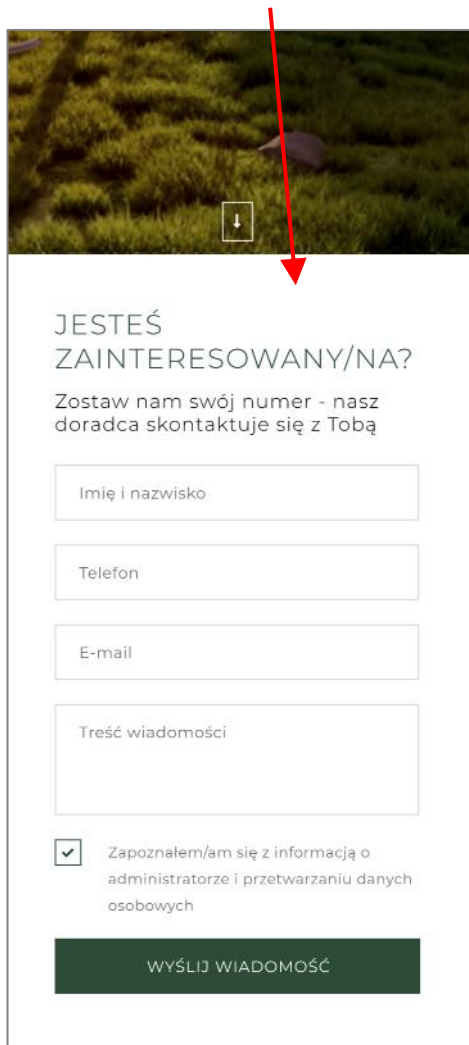 JESTEŚ
ZAINTERESOWANY/NA?
Zostaw nam swój numer - nasz
doradca skontaktuje się z Tobą
Imię i nazwisko
Telefon
E-mail
Treść wiadomości
Zapoznałem/am się z informacją o
administratorze i przetwarzaniu danych
osobowych
WYŚLIJ WIADOMOŚĆ